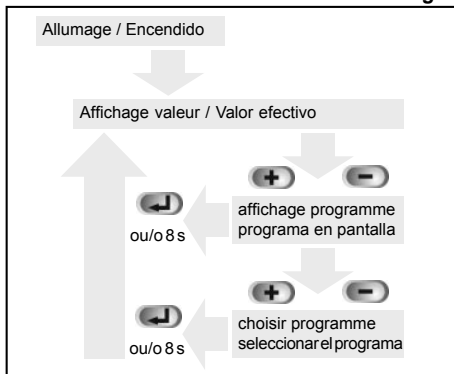 g
Allumage / Encendido
Affichage valeur / Valor efectivo
+ -
affichage programme
programa en pantalla
ou/o 8 s
+ -
choisir programme
seleccionar el programa
ou/o 8 s